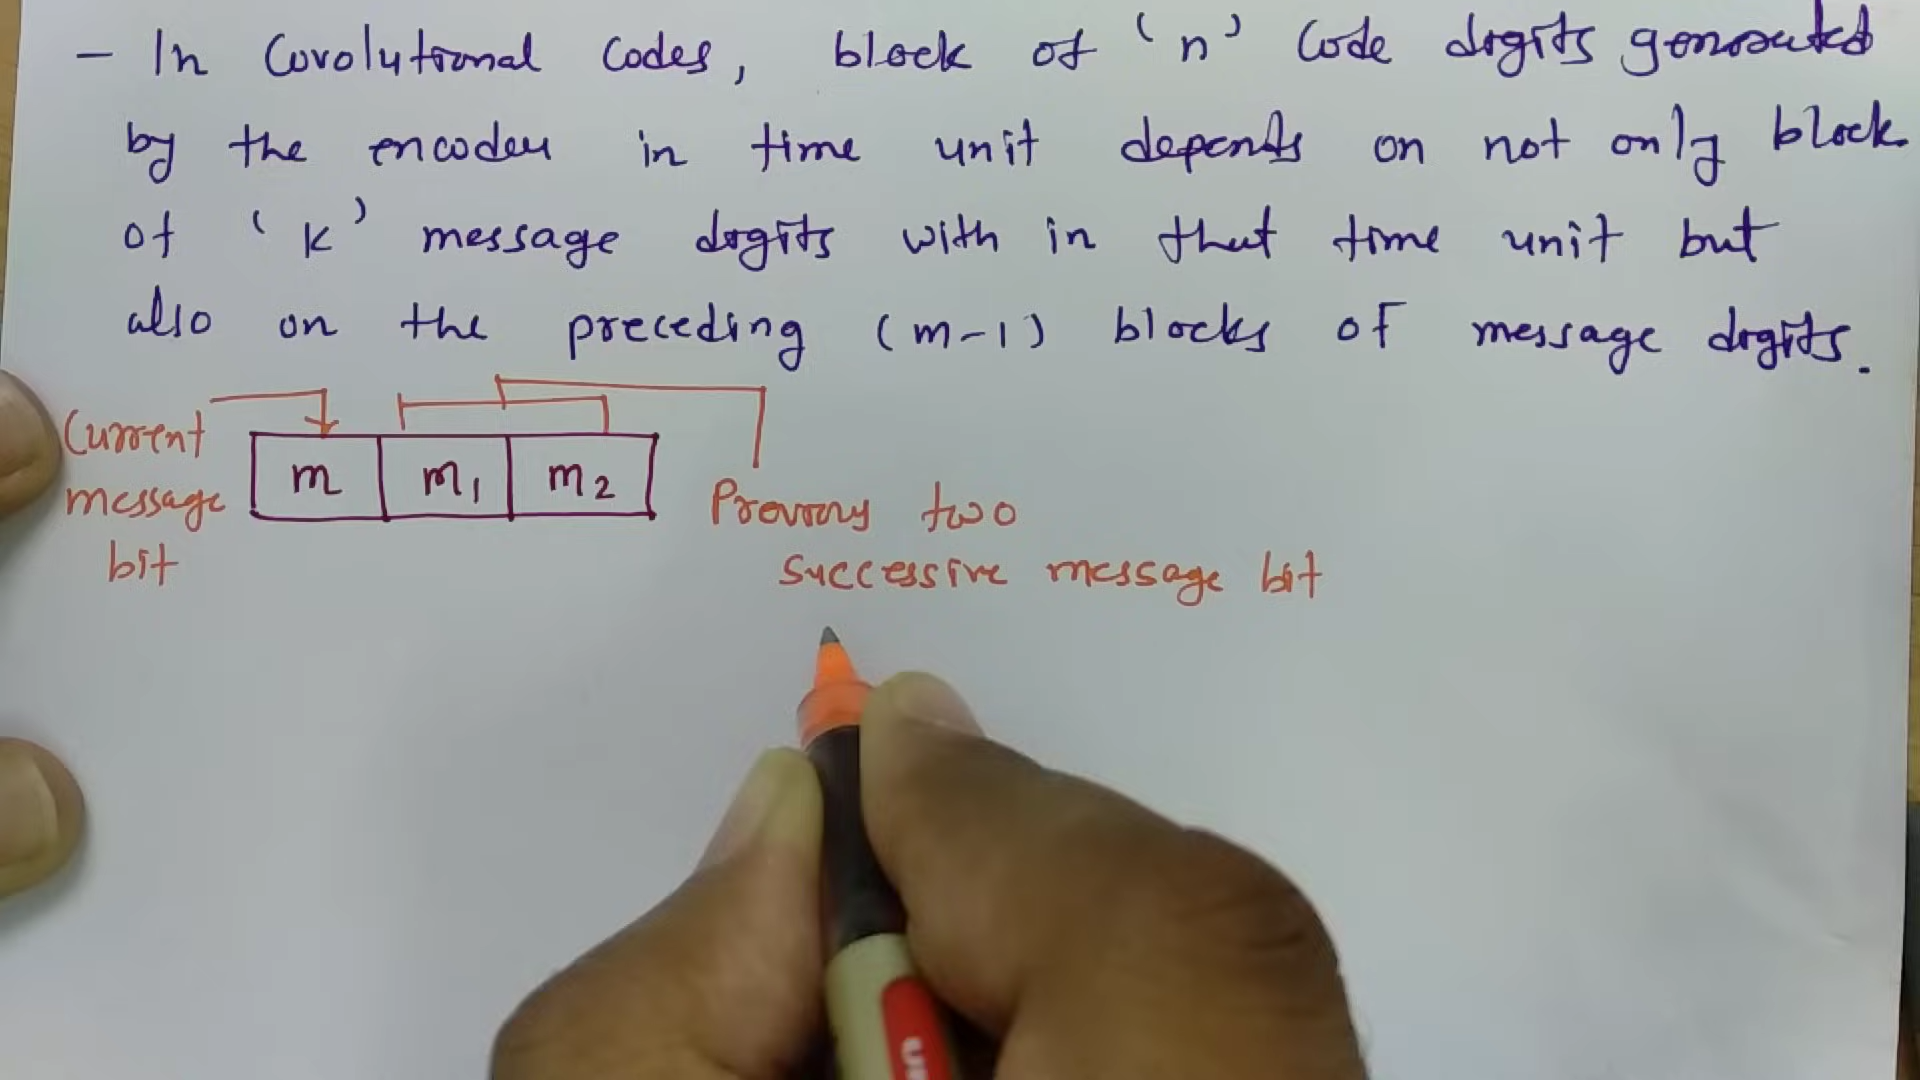 - In Covolutional Codes, block of 'n' Code digits generated
by the encoder in time unit depends on not only block
of 'k' message digits with in that time unit but
also on the preceding (m-1) blocks of message digits.
Current
message
bit
m m1 m2
Previous two
successive message bit